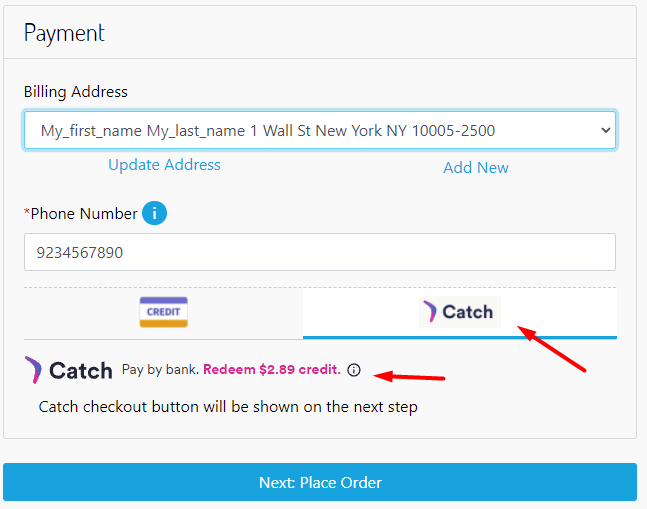 Payment
Billing Address
My_first_name My_last_name 1 Wall St New York NY 10005-2500
Update Address Add New
*Phone Number i
9234567890
CREDIT Catch
Catch Pay by bank. Redeem $2.89 credit. i
Catch checkout button will be shown on the next step
Next: Place Order